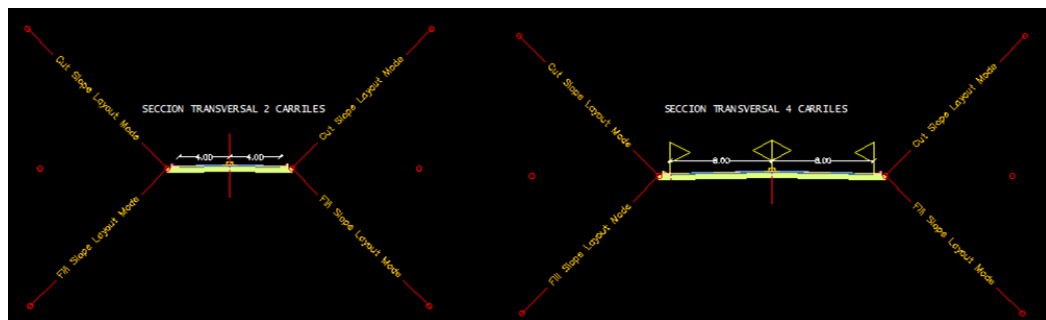 Cut Slope Layout Mode
Cut Slope Layout Mode
SECCION TRANSVERSAL 2 CARRILES
4.00
4.00
Fill Slope Layout Mode
Fill Slope Layout Mode
Cut Slope Layout Mode
Cut Slope Layout Mode
SECCION TRANSVERSAL 4 CARRILES
8.00
8.00
Fill Slope Layout Mode
Fill Slope Layout Mode